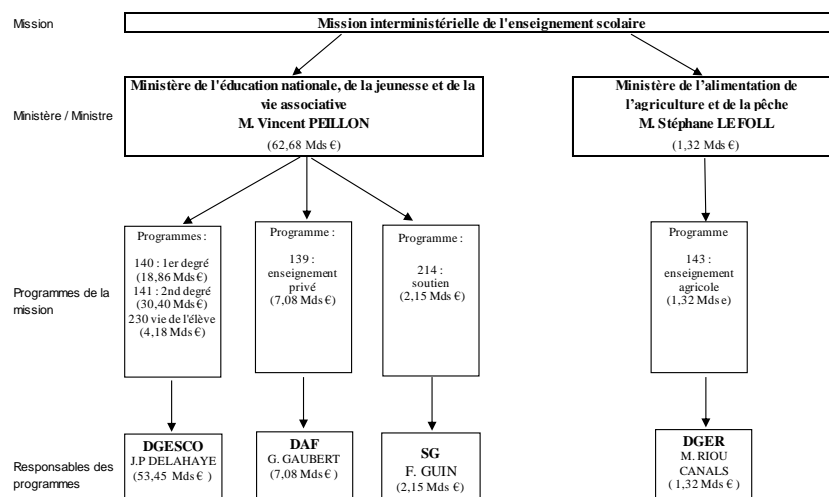 Mission
Mission interministérielle de l'enseignement scolaire
Ministère / Ministre
Ministère de l'éducation nationale, de la jeunesse et de la
vie associative
M. Vincent PEILLON
(62,68 Mds €)
Ministère de l'alimentation de
l'agriculture et de la pêche
M. Stéphane LEFOLL
(1,32 Mds €)
Programmes de la
mission
Programmes :
140 : 1er degré
(18,86 Mds €)
141 : 2nd degré
(30,40 Mds €)
230 vie de l'élève
(4,18 Mds €)
Programme :
139 :
enseignement
privé
(7,08 Mds €)
Programme :
214 :
soutien
(2,15 Mds €)
Programme
143 :
enseignement
agricole
(1,32 Mds e)
Responsables des
programmes
DGESCO
J.P DELAHAYE
(53,45 Mds € )
DAF
G. GAUBERT
(7,08 Mds € )
SG
F. GUIN
(2,15 Mds €)
DGER
M. RIOU
CANALS
( 1,32 Mds €)